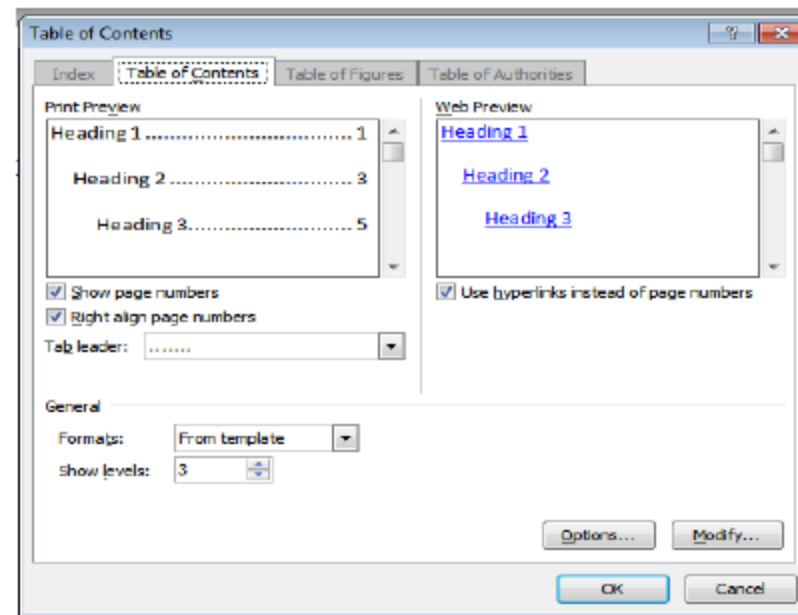 Table of Contents
Index Table of Contents Table of Figures Table of Authorities
Print Preview
Heading 1 ................................. 1
Heading 2 ............................. 3
Heading 3........................... 5
Show page numbers
Right align page numbers
Tab leader: .......
Web Preview
Heading 1
Heading 2
Heading 3
Use hyperlinks instead of page numbers
General
Formats: From template
Show levels: 3
Options... Modify...
OK Cancel